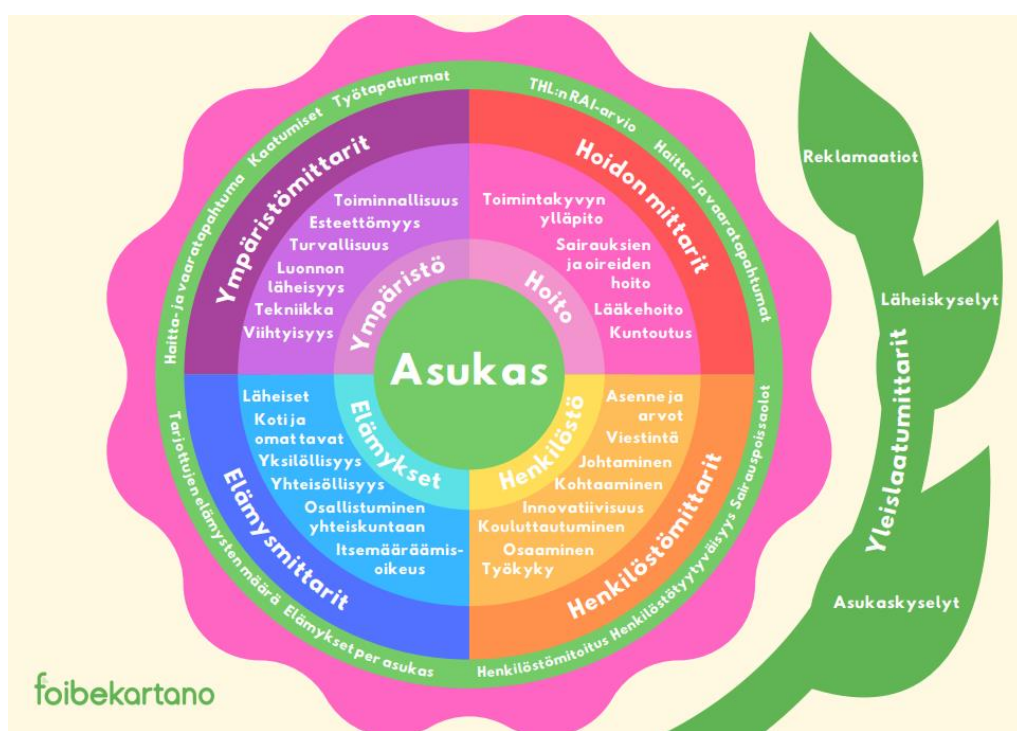 Asukas
Ympäristö
Hoito
Elämykset
Henkilöstö
Toiminnallisuus
Esteettömyys
Turvallisuus
Luonnon
läheisyys
Tekniikka
Viihtyisyys
Toimintakyvyn
ylläpito
Sairauksien
ja oireiden
hoito
Lääkehoito
Kuntoutus
Läheiset
Koti ja
omat tavat
Yksilöllisyys
Yhteisöllisyys
Osallistuminen
yhteiskuntaan
Itsemääräämis-
oikeus
Asenne ja
arvot
Viestintä
Johtaminen
Kohtaaminen
Innovatiivisuus
Kouluttautuminen
Osaaminen
Työkyky
Ympäristömittarit
Hoidon mittarit
Elämysmittarit
Henkilöstömittarit
Haitta- ja vaaratapahtuma Kaatumiset Työtapaturmat
THL:n RAI-arvio Haitta- ja vaaratapahtumat
Tarjottujen elämysten määrä Elämykset per asukas
Henkilöstömitoitus Henkilöstötyytyväisyys Sairauspoissaolot
Reklamaatiot
Läheiskyselyt
Yleislaatumittarit
Asukaskyselyt
foibekartano